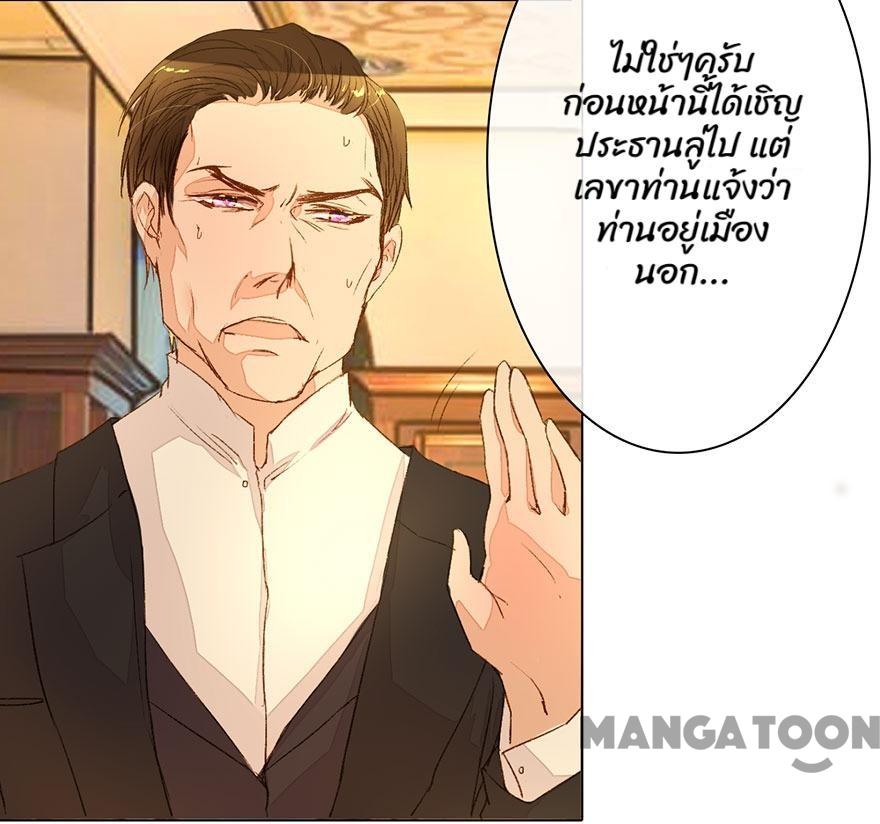 ไม่ใช่ๆครับ
ก่อนหน้านี้ได้เชิญ
ประธานลู่ไป แต่
เลขาท่านแจ้งว่า
ท่านอยู่เมือง
นอก...
MANGATOON